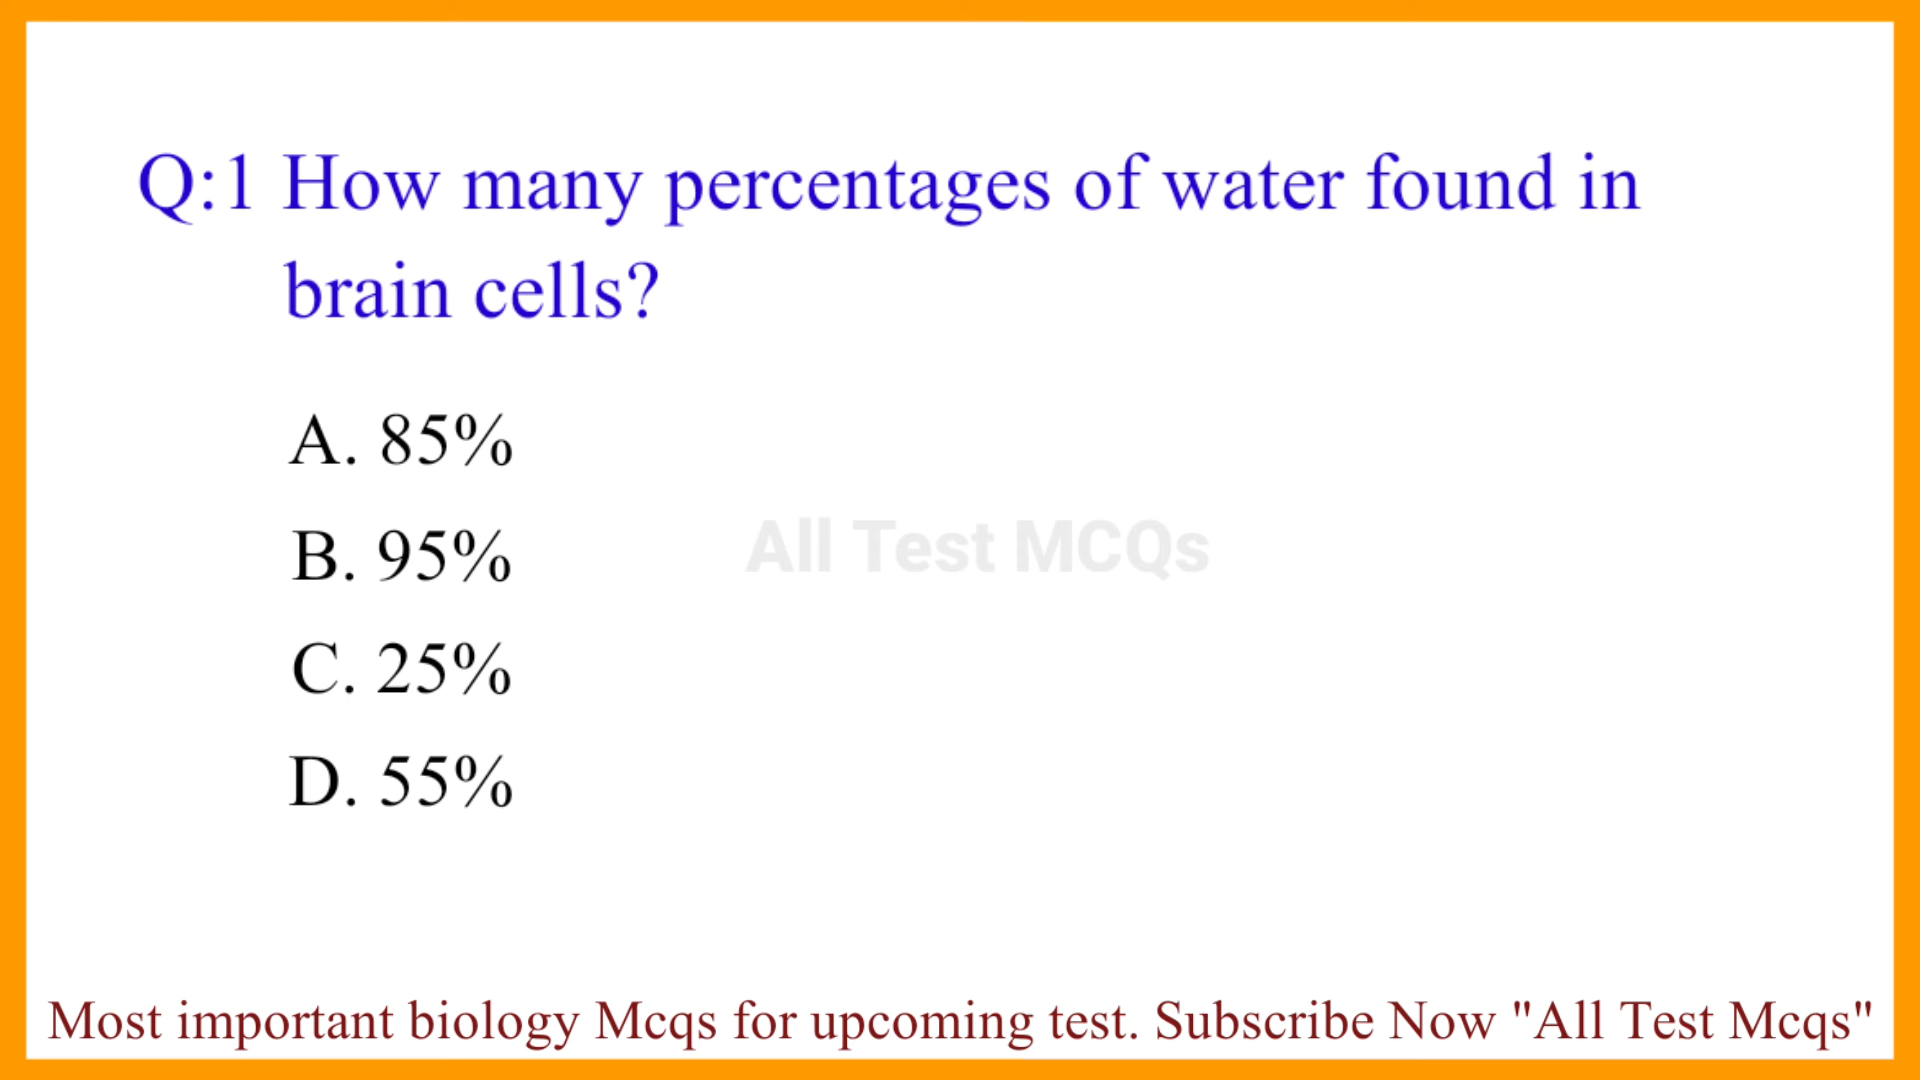 Q:1 How many percentages of water found in
brain cells?
A. 85%
B. 95%
All Test MCQs
C. 25%
D. 55%
Most important biology Mcqs for upcoming test. Subscribe Now "All Test Mcqs"